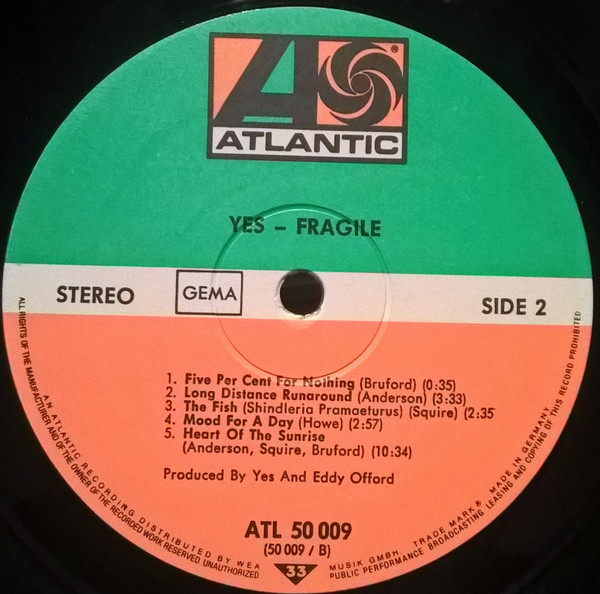 ATLANTIC
®
YES – FRAGILE
STEREO
GEMA
SIDE 2
1. Five Per Cent For Nothing (Bruford) (0:35)
2. Long Distance Runaround (Anderson) (3:33)
3. The Fish (Shindleria Pramaeturus) (Squire) (2:35
4. Mood For A Day (Howe) (2:57)
5. Heart Of The Sunrise
(Anderson, Squire, Bruford) (10:34)
Produced By Yes And Eddy Offord
ATL 50 009
(50 009 / B)
33
ALL RIGHTS OF THE MANUFACTURER AND OF THE OWNER OF THE RECORDED WORK RESERVED UNAUTHORIZED
PUBLIC PERFORMANCE BROADCASTING LEASING AND COPYING OF THIS RECORD PROHIBITED
AN ATLANTIC RECORDING DISTRIBUTED BY WEA
MUSIK GMBH. TRADE MARK ® MADE IN GERMANY